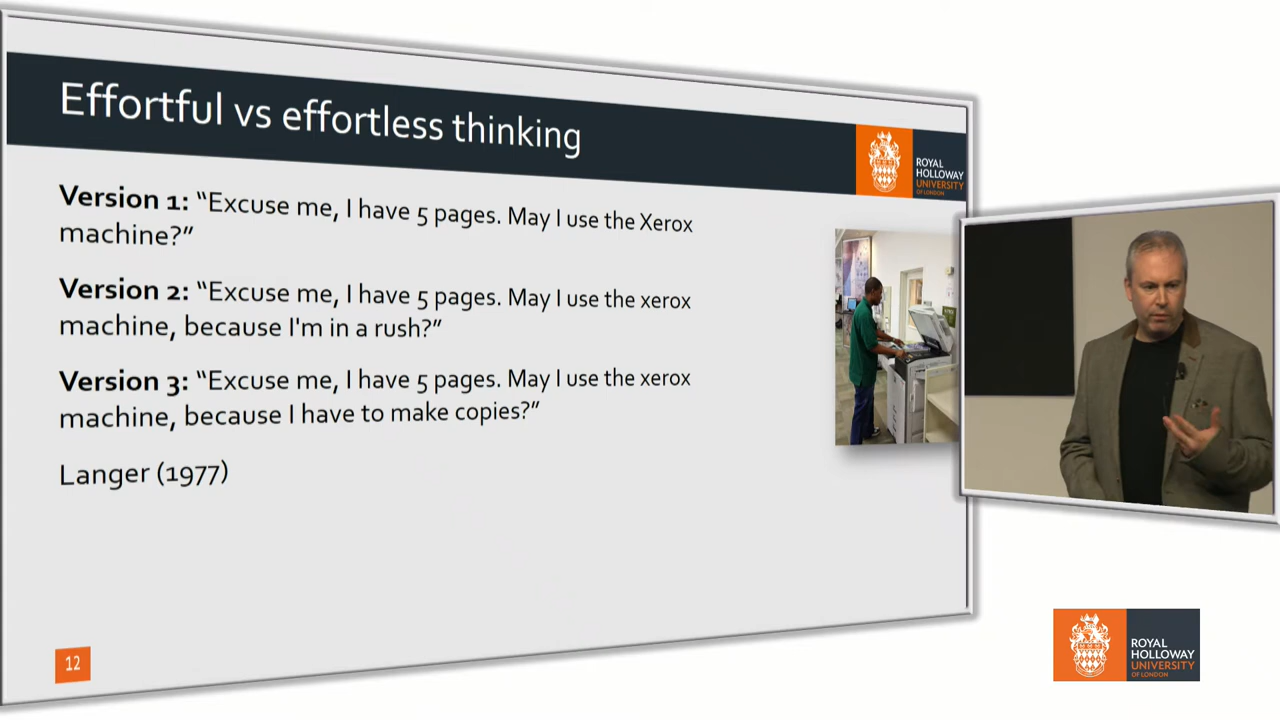 Effortful vs effortless thinking
ROYAL
HOLLOWAY
UNIVERSITY
OF LONDON
Version 1: “Excuse me, I have 5 pages. May I use the Xerox
machine?”
Version 2: “Excuse me, I have 5 pages. May I use the xerox
machine, because I'm in a rush?”
Version 3: “Excuse me, I have 5 pages. May I use the xerox
machine, because I have to make copies?”
Langer (1977)
12
ROYAL
HOLLOWAY
UNIVERSITY
OF LONDON